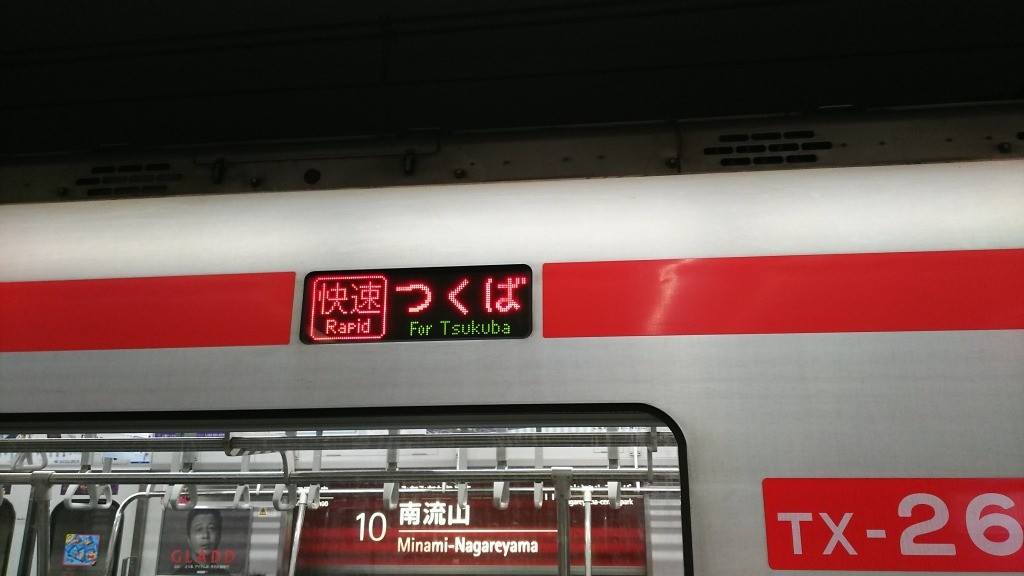 快速 つくば
Rapid For Tsukuba
10 南流山
Minami-Nagareyama
TX-26